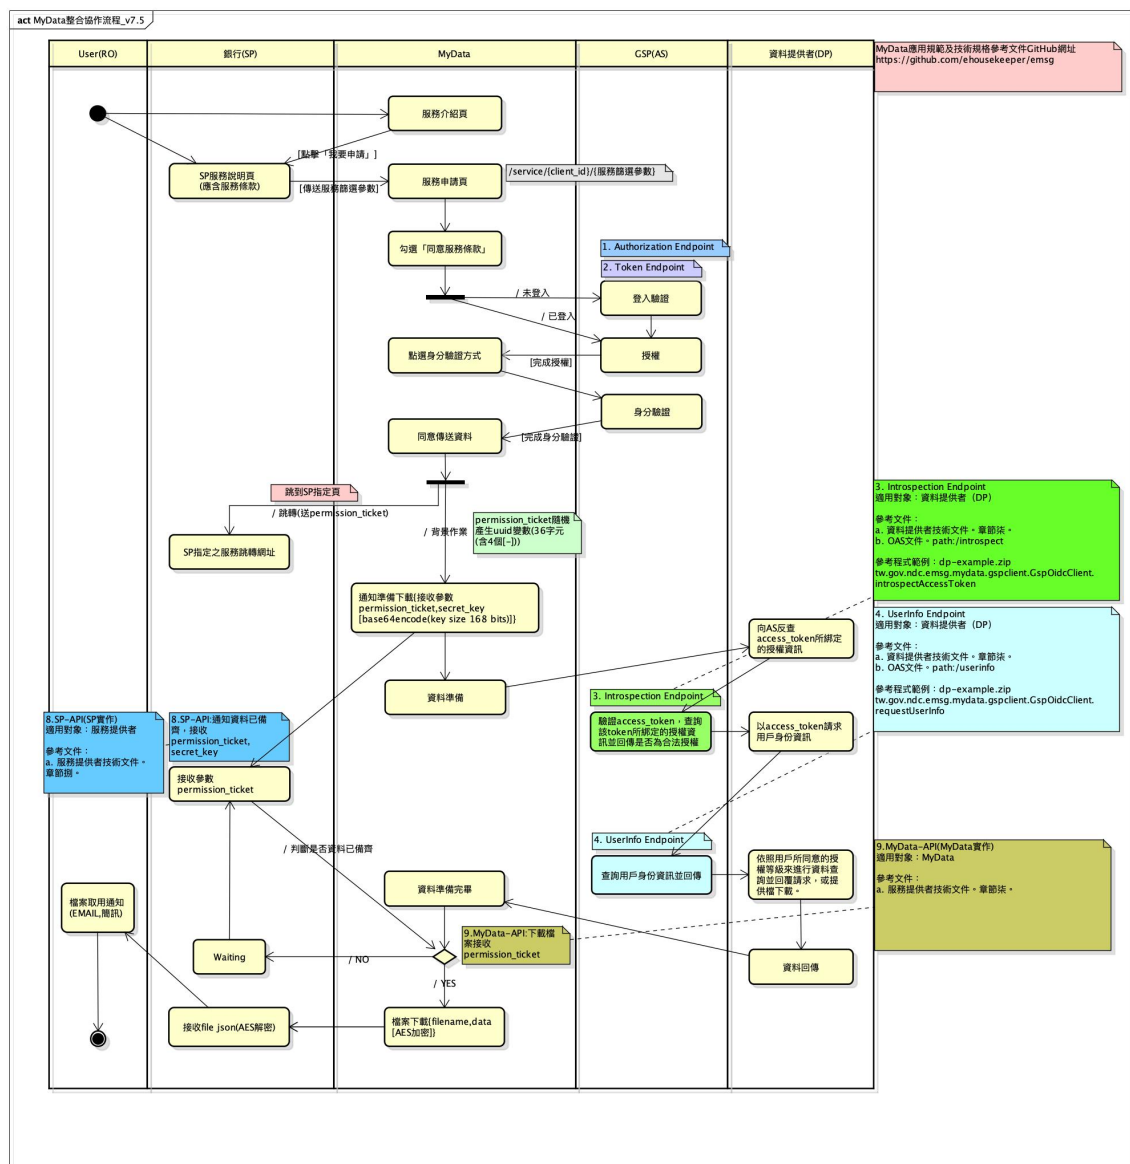 act MyData整合協作流程_v7.5
User(RO)
銀行(SP)
MyData
GSP(AS)
資料提供者(DP)
MyData應用規範及技術規格參考文件GitHub網址
https://github.com/ehousekeeper/emsg
服務介紹頁
[點擊「我要申請」]
SP服務說明頁
(應含服務條款)
[傳送服務篩選參數]
服務申請頁
/service/{client_id}/{服務篩選參數}
勾選「同意服務條款」
1. Authorization Endpoint
2. Token Endpoint
/ 未登入
登入驗證
/ 已登入
點選身分驗證方式
[完成授權]
授權
身分驗證
同意傳送資料
[完成身分驗證]
跳到SP指定頁
/ 跳轉(送permission_ticket)
/ 背景作業
permission_ticket隨機
產生uuid變數(36字元
(含4個[-]))
SP指定之服務跳轉網址
3. Introspection Endpoint
適用對象：資料提供者（DP）
參考文件：
a. 資料提供者技術文件。章節柒。
b. OAS文件。path:/introspect
參考程式範例：dp-example.zip
tw.gov.ndc.emsg.mydata.gspclient.GspOidcClient.
introspectAccessToken
通知準備下載{接收參數
permission_ticket,secret_key
[base64encode(key size 168 bits)]}
4. UserInfo Endpoint
適用對象：資料提供者（DP）
參考文件：
a. 資料提供者技術文件。章節柒。
b. OAS文件。path:/userinfo
參考程式範例：dp-example.zip
tw.gov.ndc.emsg.mydata.gspclient.GspOidcClient.
requestUserInfo
向AS反查
access_token所綁定
的授權資訊
資料準備
3. Introspection Endpoint
驗證access_token，查詢
該token所綁定的授權資
訊並回傳是否為合法授權
以access_token請求
用戶身份資訊
8.SP-API(SP實作)
適用對象：服務提供者
參考文件：
a. 服務提供者技術文件。
章節捌。
8.SP-API:通知資料已備
齊，接收
permission_ticket,
secret_key
接收參數
permission_ticket
/ 判斷是否資料已備齊
4. UserInfo Endpoint
查詢用戶身份資訊並回傳
依照用戶所同意的授
權等級來進行資料查
詢並回覆請求，或提
供檔下載。
9.MyData-API(MyData實作)
適用對象：MyData
參考文件：
a. 服務提供者技術文件。章節柒。
檔案取用通知
(EMAIL,簡訊)
資料準備完畢
9.MyData-API:下載檔
案接收
permission_ticket
Waiting
/ NO
/ YES
資料回傳
接收file json(AES解密)
檔案下載{filename,data
[AES加密]}